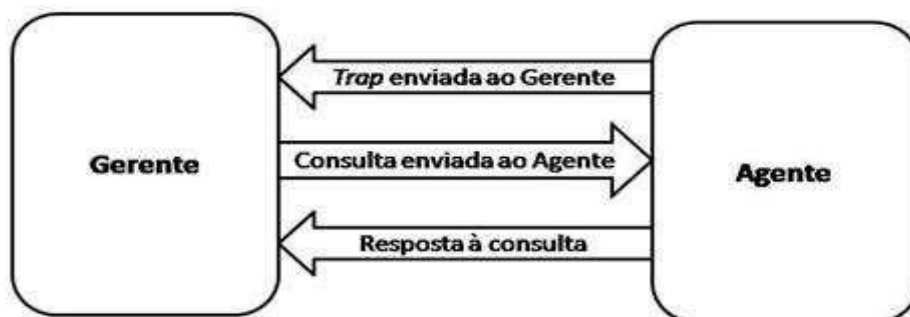 Trap enviada ao Gerente
Gerente
Consulta enviada ao Agente
Agente
Resposta à consulta